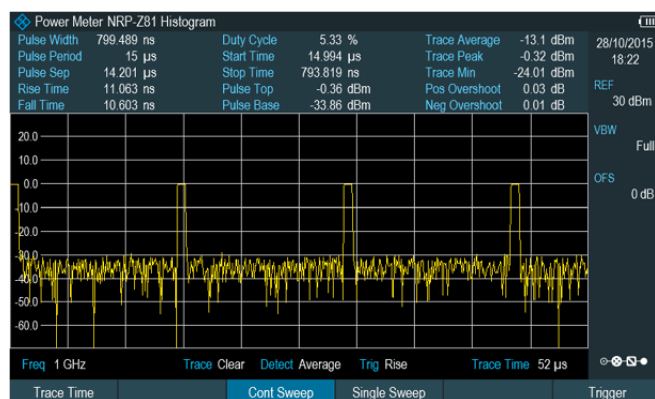 Power Meter NRP-Z81 Histogram
Pulse Width 799.489 ns Duty Cycle 5.33 % Trace Average -13.1 dBm
Pulse Period 15 µs Start Time 14.994 µs Trace Peak -0.32 dBm
Pulse Sep 14.201 µs Stop Time 793.819 ns Trace Min -24.01 dBm
Rise Time 11.063 ns Pulse Top -0.36 dBm Pos Overshoot 0.03 dB
Fall Time 10.603 ns Pulse Base -33.86 dBm Neg Overshoot 0.01 dB
28/10/2015
18:22
REF
30 dBm
VBW
Full
OFS
0 dB
20.0
10.0
0.0
-10.0
-20.0
-30.0
-40.0
-50.0
-60.0
Freq 1 GHz Trace Clear Detect Average Trig Rise Trace Time 52 µs
Trace Time Cont Sweep Single Sweep Trigger